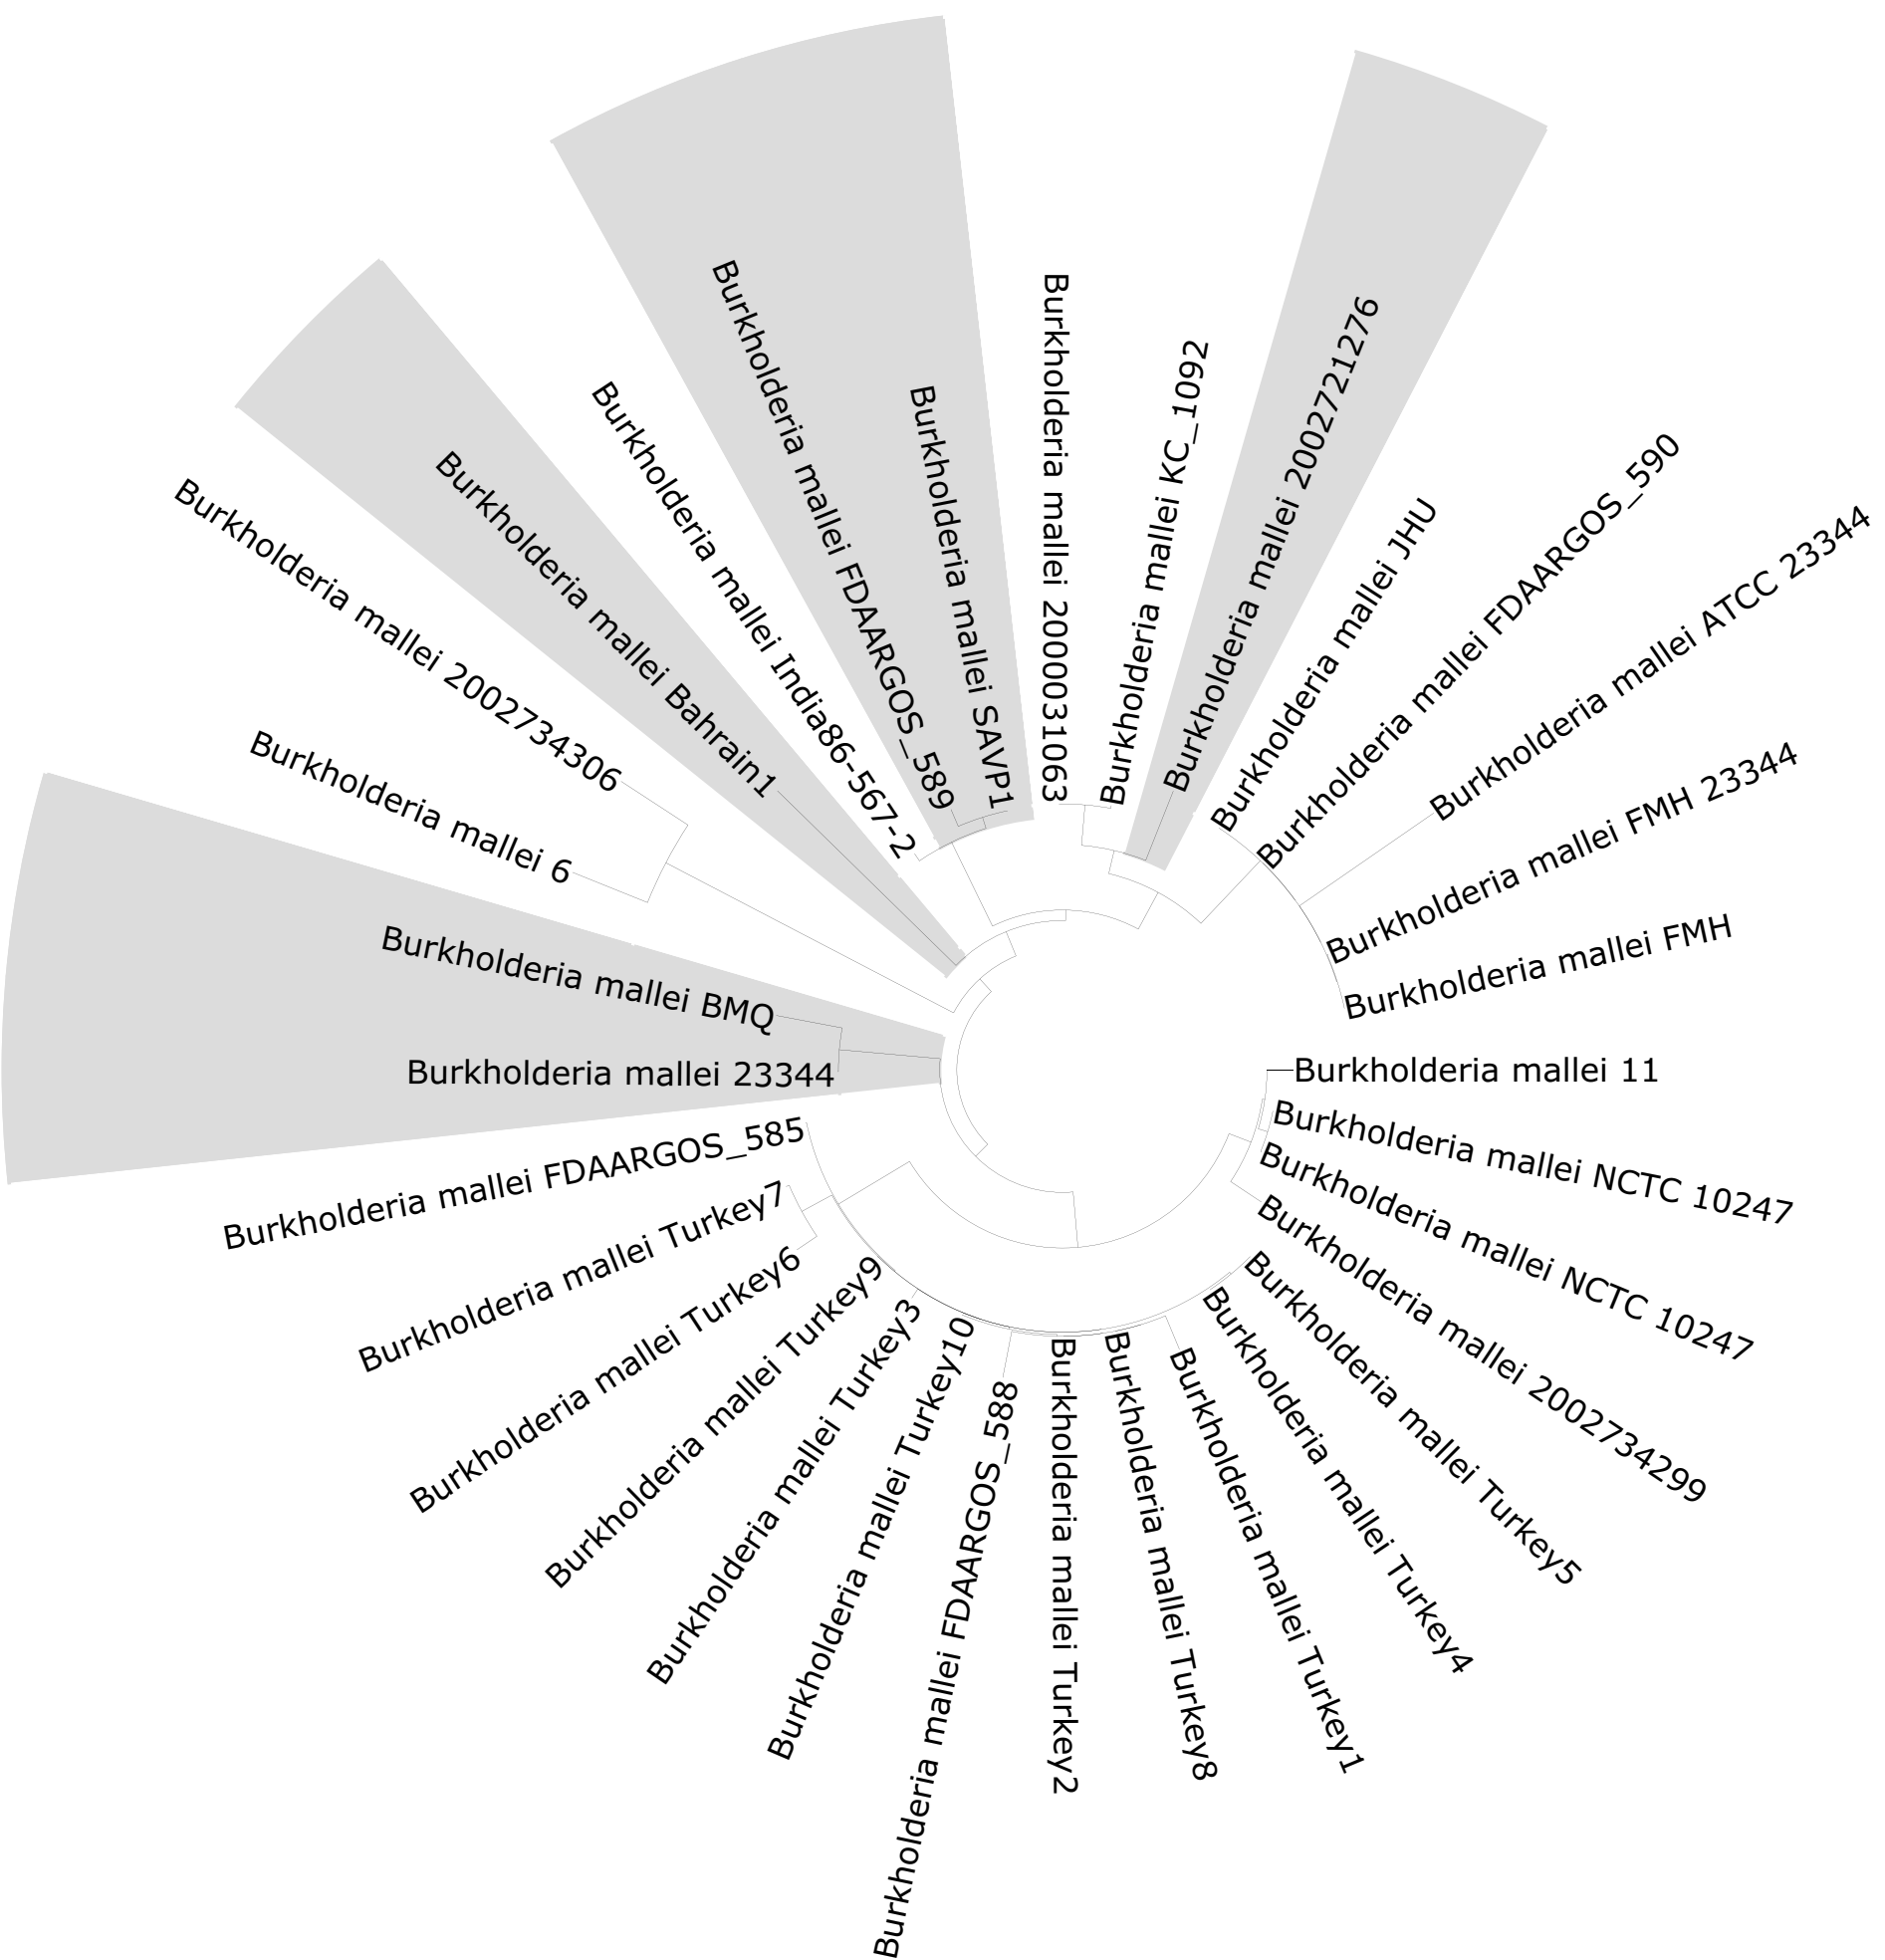 Burkholderia mallei 2000031063
Burkholderia mallei KC_1092
Burkholderia mallei 2002721276
Burkholderia mallei JHU
Burkholderia mallei FDAARGOS_590
Burkholderia mallei ATCC 23344
Burkholderia mallei FMH 23344
Burkholderia mallei FMH
Burkholderia mallei 11
Burkholderia mallei NCTC 10247
Burkholderia mallei NCTC 10247
Burkholderia mallei 2002734299
Burkholderia mallei Turkey5
Burkholderia mallei Turkey4
Burkholderia mallei Turkey1
Burkholderia mallei Turkey8
Burkholderia mallei Turkey2
Burkholderia mallei FDAARGOS_588
Burkholderia mallei Turkey10
Burkholderia mallei Turkey3
Burkholderia mallei Turkey9
Burkholderia mallei Turkey6
Burkholderia mallei Turkey7
Burkholderia mallei FDAARGOS_585
Burkholderia mallei 23344
Burkholderia mallei BMQ
Burkholderia mallei 6
Burkholderia mallei 2002734306
Burkholderia mallei Bahrain1
Burkholderia mallei India86-567-2
Burkholderia mallei FDAARGOS_589
Burkholderia mallei SAVP1